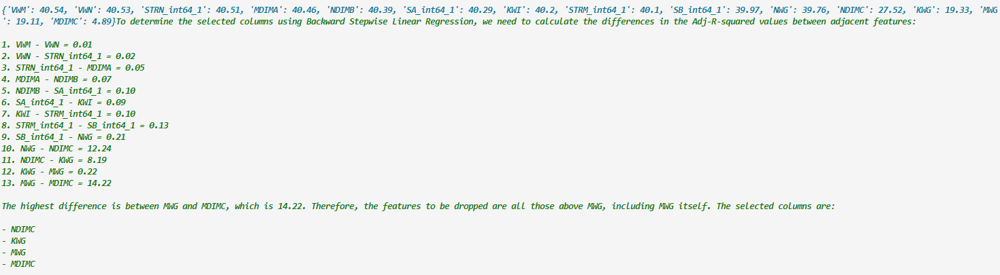 {'VWM': 40.54, 'VWN': 40.53, 'STRN_int64_1': 40.51, 'MDIMA': 40.46, 'NDIMB': 40.39, 'SA_int64_1': 40.29, 'KWI': 40.2, 'STRM_int64_1': 40.1, 'SB_int64_1': 39.97, 'NWG': 39.76, 'NDIMC': 27.52, 'KWG': 19.33, 'MWG
': 19.11, 'MDIMC': 4.89}To determine the selected columns using Backward Stepwise Linear Regression, we need to calculate the differences in the Adj-R-squared values between adjacent features:
1. VWM - VWN = 0.01
2. VWN - STRN_int64_1 = 0.02
3. STRN_int64_1 - MDIMA = 0.05
4. MDIMA - NDIMB = 0.07
5. NDIMB - SA_int64_1 = 0.10
6. SA_int64_1 - KWI = 0.09
7. KWI - STRM_int64_1 = 0.10
8. STRM_int64_1 - SB_int64_1 = 0.13
9. SB_int64_1 - NWG = 0.21
10. NWG - NDIMC = 12.24
11. NDIMC - KWG = 8.19
12. KWG - MWG = 0.22
13. MWG - MDIMC = 14.22
The highest difference is between MWG and MDIMC, which is 14.22. Therefore, the features to be dropped are all those above MWG, including MWG itself. The selected columns are:
- NDIMC
- KWG
- MWG
- MDIMC